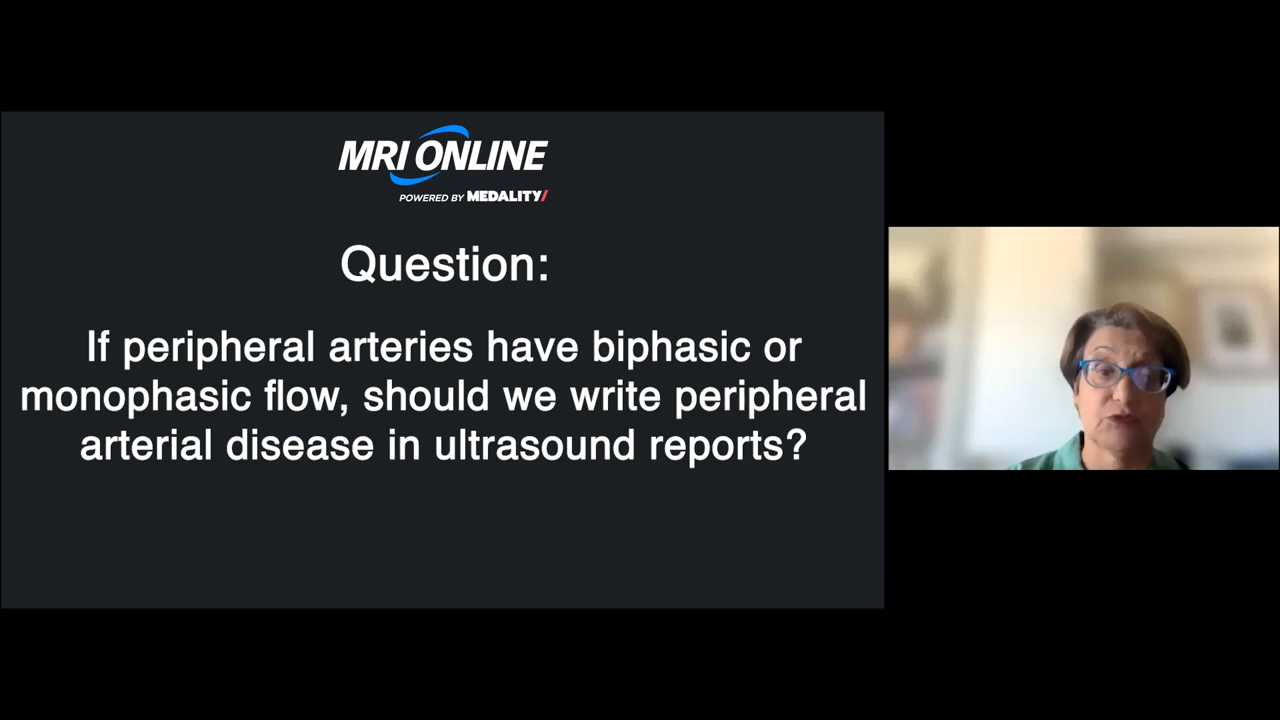 MRI ONLINE
POWERED BY MEDALITY/
Question:
If peripheral arteries have biphasic or
monophasic flow, should we write peripheral
arterial disease in ultrasound reports?